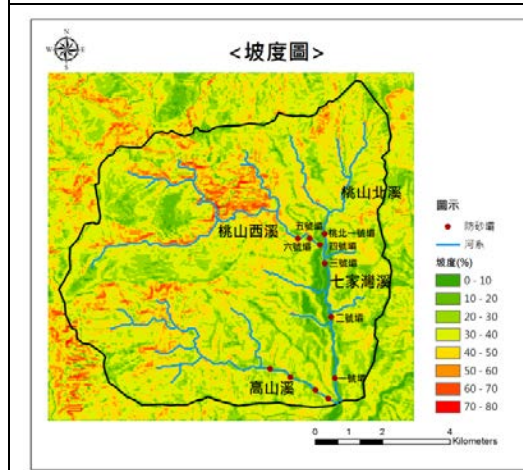 N
W
E
S
<坡度圖>
桃山北溪
桃山西溪
五號壩
桃北一號壩
六號壩
四號壩
三號壩
七家灣溪
二號壩
一號壩
高山溪
圖示
防砂壩
河系
坡度(%)
0 - 10
10 - 20
20 - 30
30 - 40
40 - 50
50 - 60
60 - 70
70 - 80
0 1 2 4
Kilometers